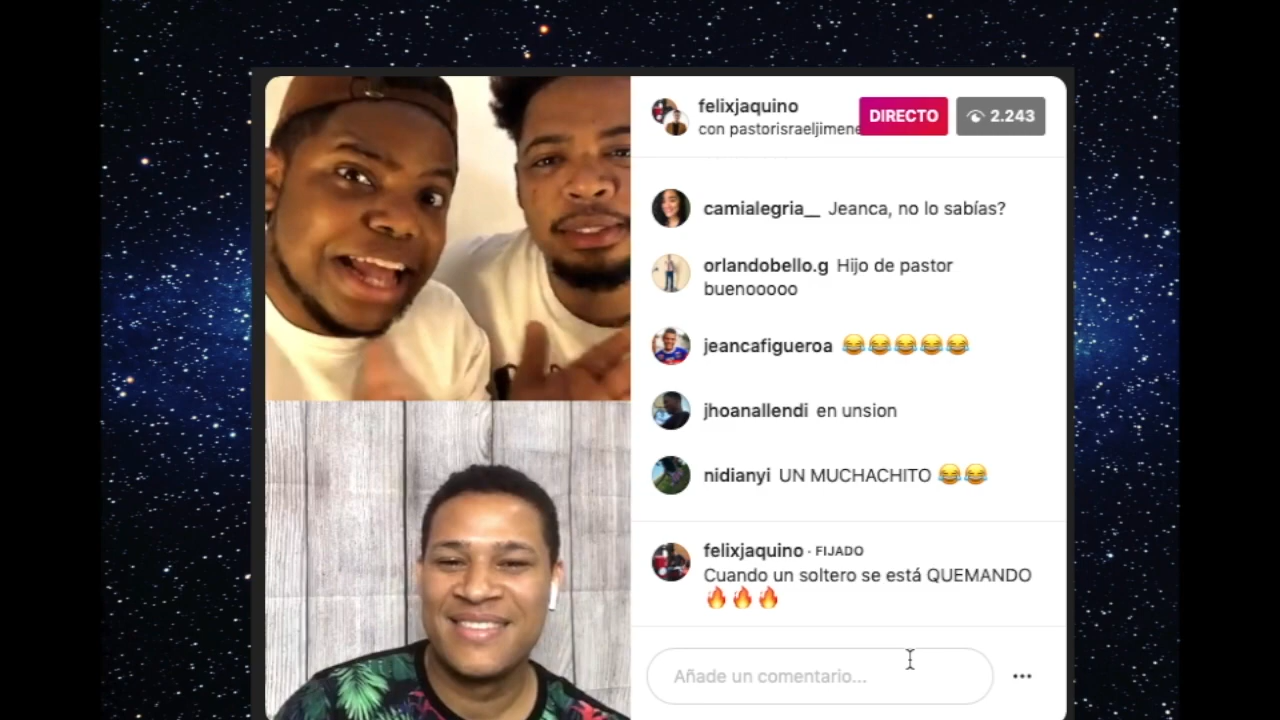 felixjaquino
con pastorisraeljimene
DIRECTO
2.243
camialegria__ Jeanca, no lo sabías?
orlandobello.g Hijo de pastor
buenooooo
jeancafigueroa 😂😂😂😂😂
jhoanallendi en unsion
nidianyi UN MUCHACHITO 😂😂
felixjaquino · FIJADO
Cuando un soltero se está QUEMANDO
🔥🔥🔥
Añade un comentario...